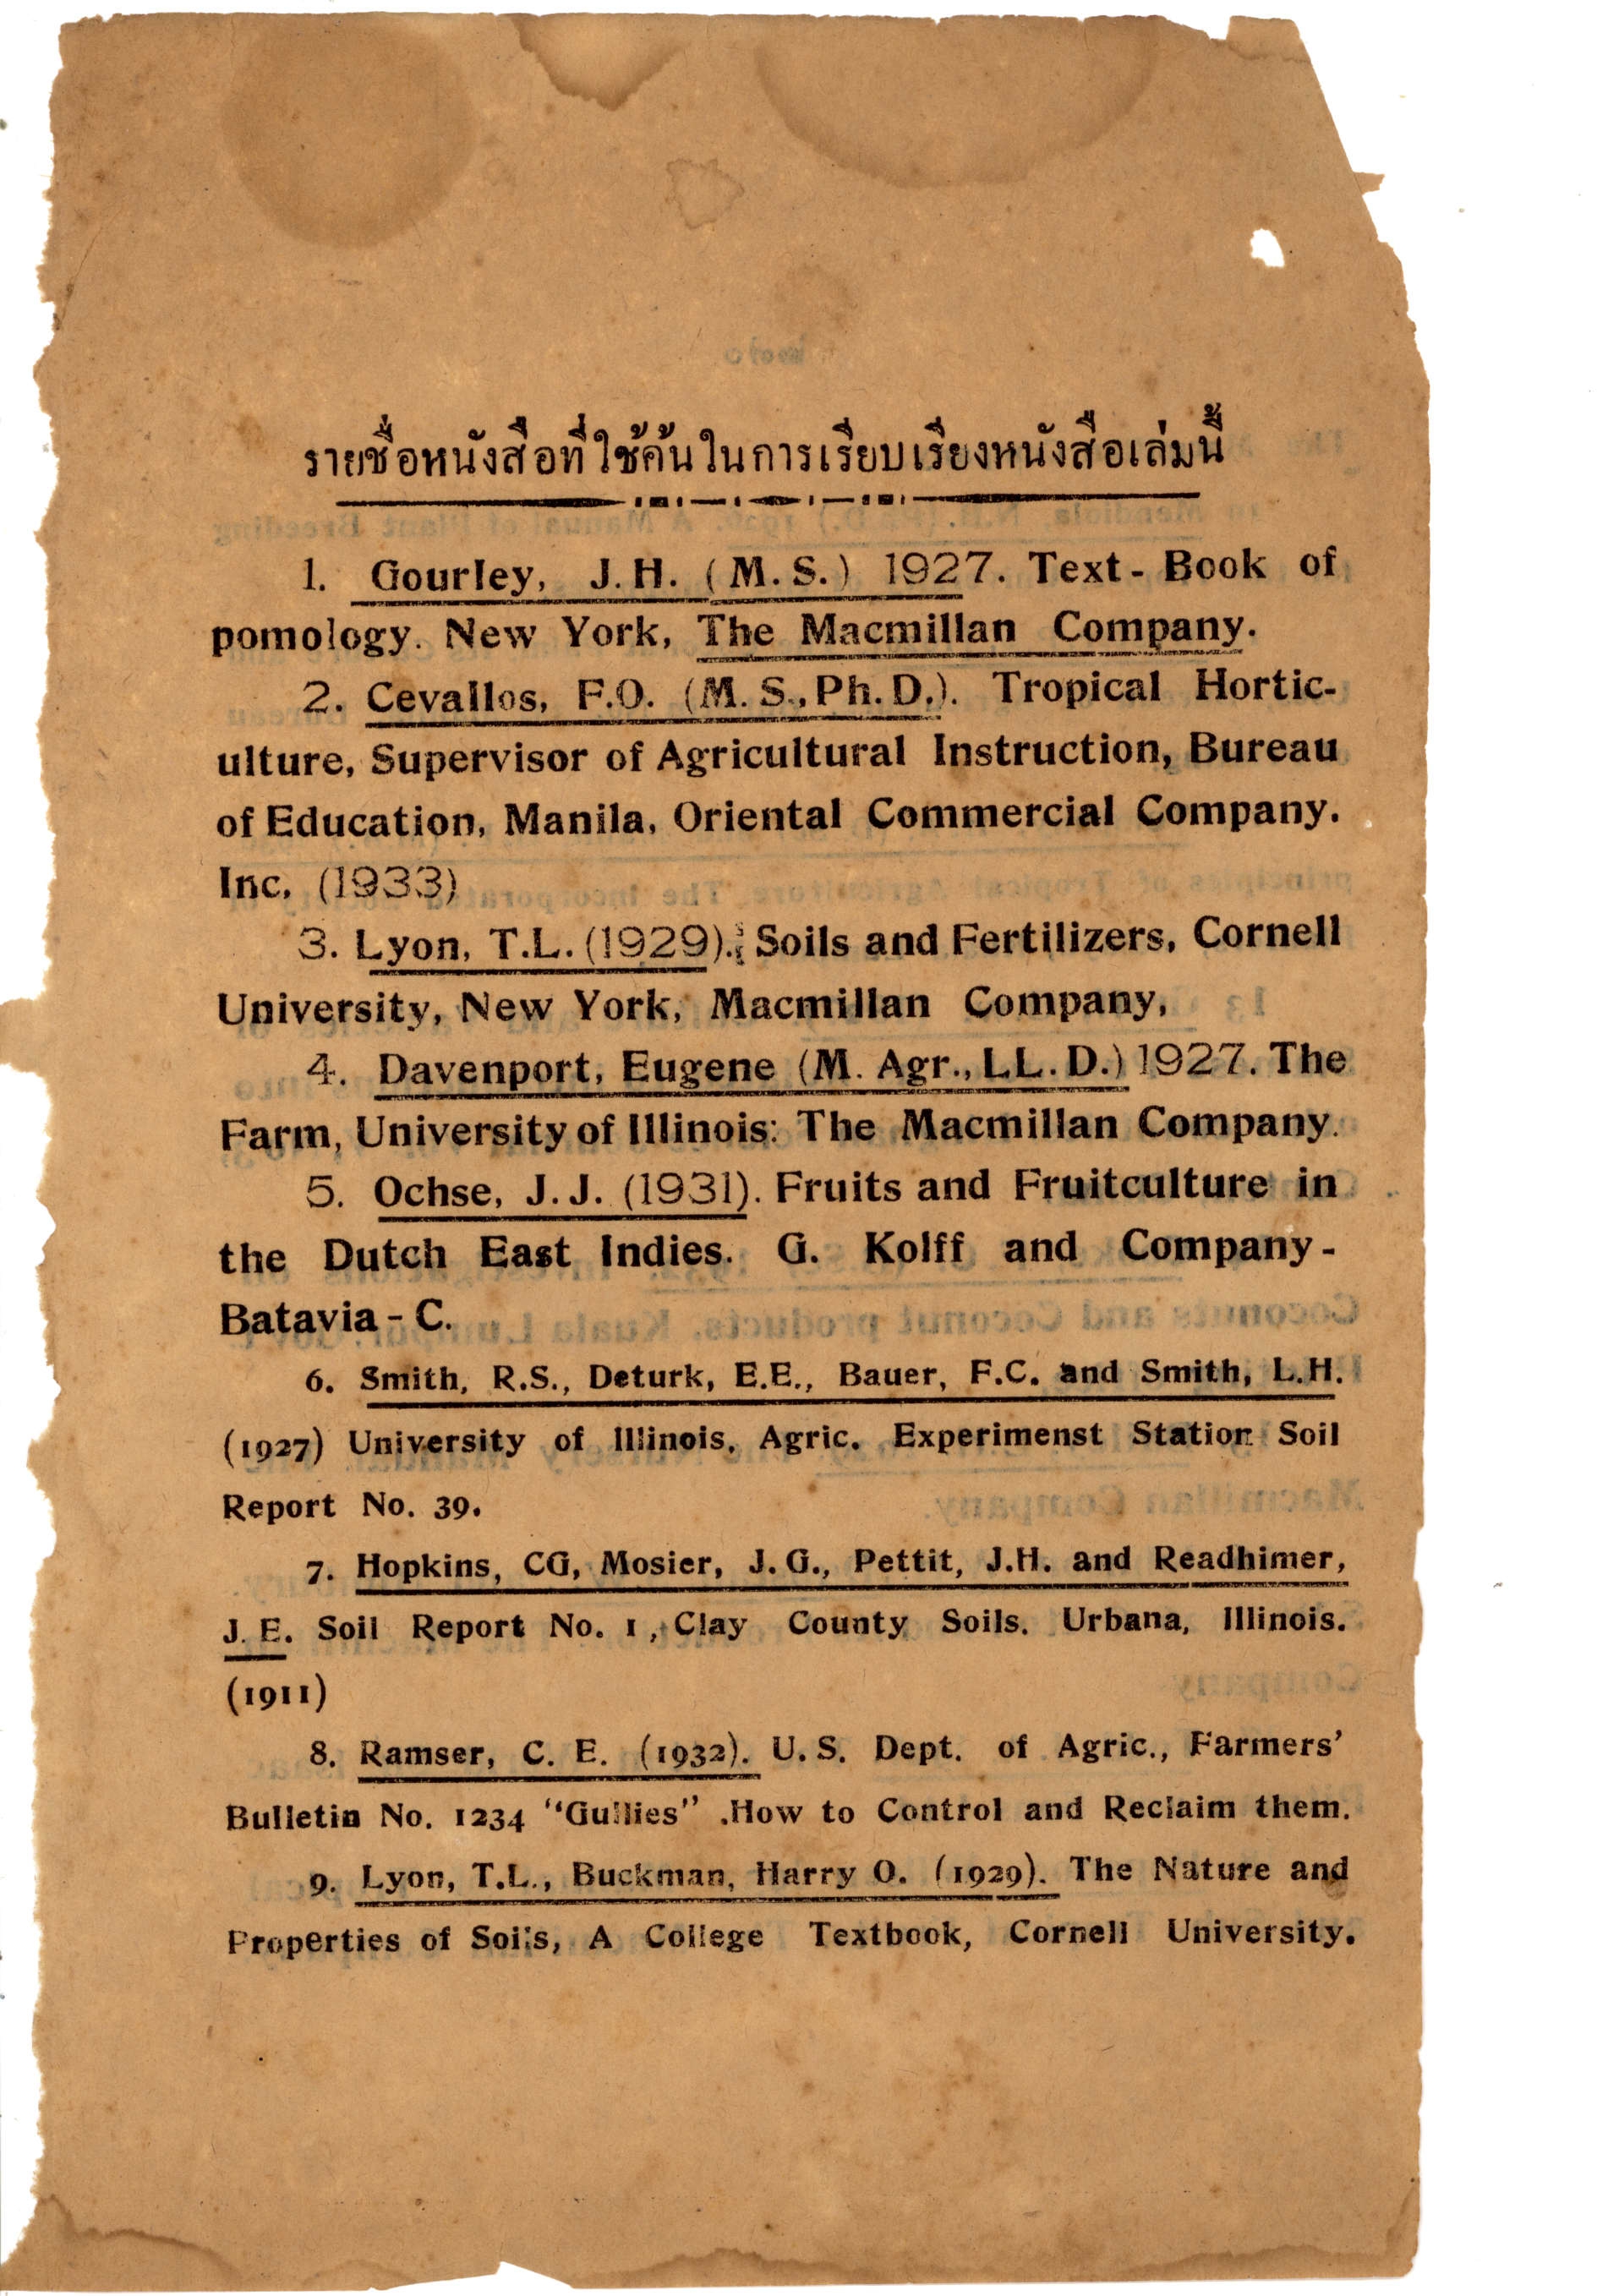 รายชื่อหนังสือที่ใช้ค้นในการเรียบเรียงหนังสือเล่มนี้
1. Gourley, J. H. (M. S.) 1927. Text-Book of
pomology. New York, The Macmillan Company.
2. Cevallos, F.O. (M. S., Ph. D.). Tropical Hortic-
ulture, Supervisor of Agricultural Instruction, Bureau
of Education, Manila, Oriental Commercial Company.
Inc. (1933)
3. Lyon, T.L. (1929). Soils and Fertilizers, Cornell
University, New York, Macmillan Company,
4. Davenport, Eugene (M. Agr., LL. D.) 1927. The
Farm, University of Illinois: The Macmillan Company.
5. Ochse, J. J. (1931). Fruits and Fruitculture in
the Dutch East Indies. G. Kolff and Company-
Batavia-C.
6. Smith, R.S., Deturk, E.E., Bauer, F.C. and Smith, L.H.
(1927) University of Illinois, Agric. Experimenst Station Soil
Report No. 39.
7. Hopkins, CG, Mosier, J. G., Pettit, J.H. and Readhimer,
J. E. Soil Report No. 1, Clay County Soils. Urbana, Illinois.
(1911)
8. Ramser, C. E. (1932). U. S. Dept. of Agric., Farmers'
Bulletin No. 1234 "Gullies" .How to Control and Reclaim them.
9. Lyon, T.L., Buckman, Harry O. (1929). The Nature and
Properties of Soils, A College Textbook, Cornell University.